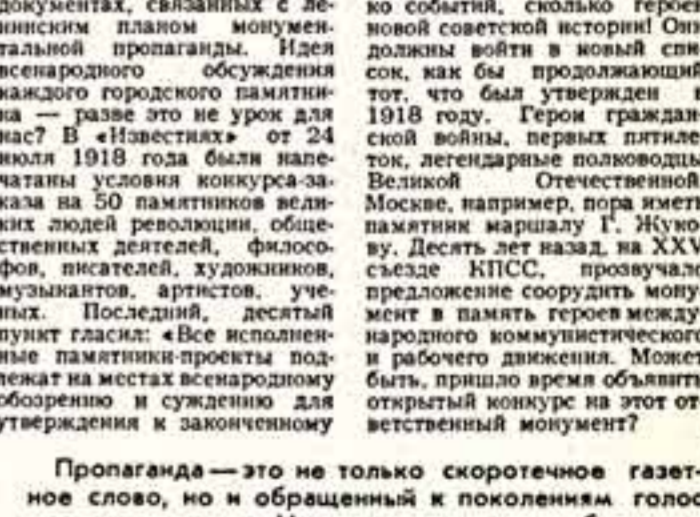 документах, связанных с ле-
нинским планом монумен-
тальной пропаганды. Идея
всенародного обсуждения
каждого городского памятни-
ка — разве это не урок для
нас? В «Известиях» от 24
июля 1918 года были напе-
чатаны условия конкурса-за-
каза на 50 памятников вели-
ких людей революции, обще-
ственных деятелей, филосо-
фов, писателей, художников,
музыкантов, артистов, уче-
ных. Последний, десятый
пункт гласил: «Все исполнен-
ные памятники-проекты под-
лежат на местах всенародному
обозрению и суждению для
утверждения к законченному
ко событий, сколько героев
новой советской истории! Они
должны войти в новый спи-
сок, как бы продолжающий
тот, что был утвержден в
1918 году. Герои граждан-
ской войны, первых пятиле-
ток, легендарные полководцы
Великой Отечественной.
Москве, например, пора иметь
памятник маршалу Г. Жуко-
ву. Десять лет назад, на XXV
съезде КПСС, прозвучало
предложение соорудить мону-
мент в память героев между-
народного коммунистического
и рабочего движения. Может
быть, пришло время объявить
открытый конкурс на этот от-
ветственный монумент?
Пропаганда — это не только скоротечное газет-
ное слово, но и обращенный к поколениям голос